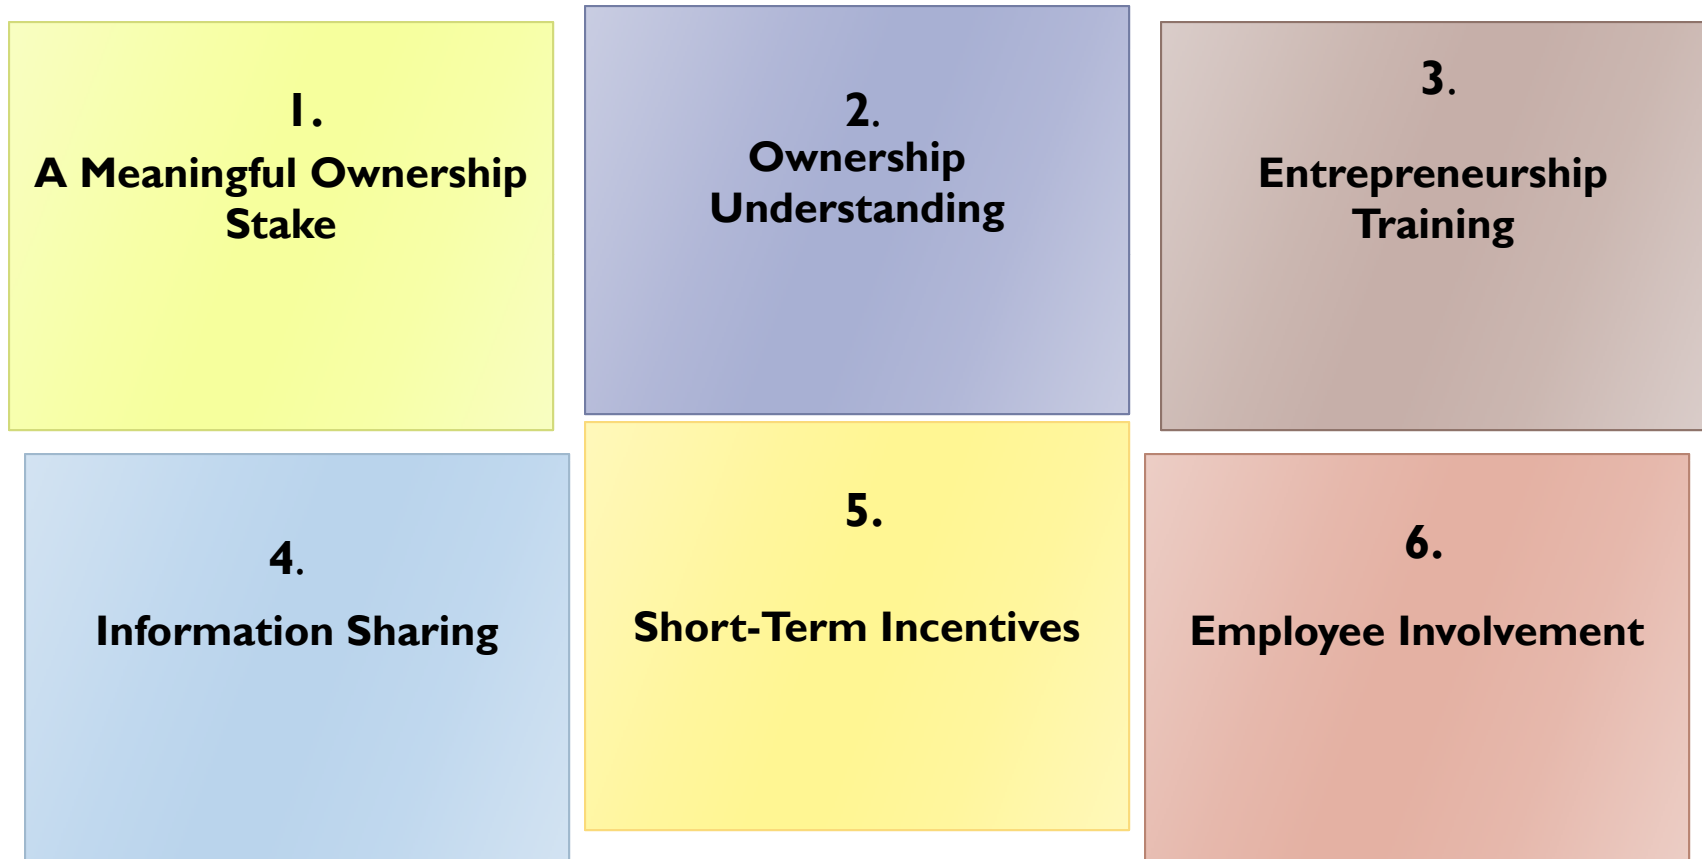 1.
A Meaningful Ownership
Stake
2.
Ownership
Understanding
3.
Entrepreneurship
Training
4.
Information Sharing
5.
Short-Term Incentives
6.
Employee Involvement